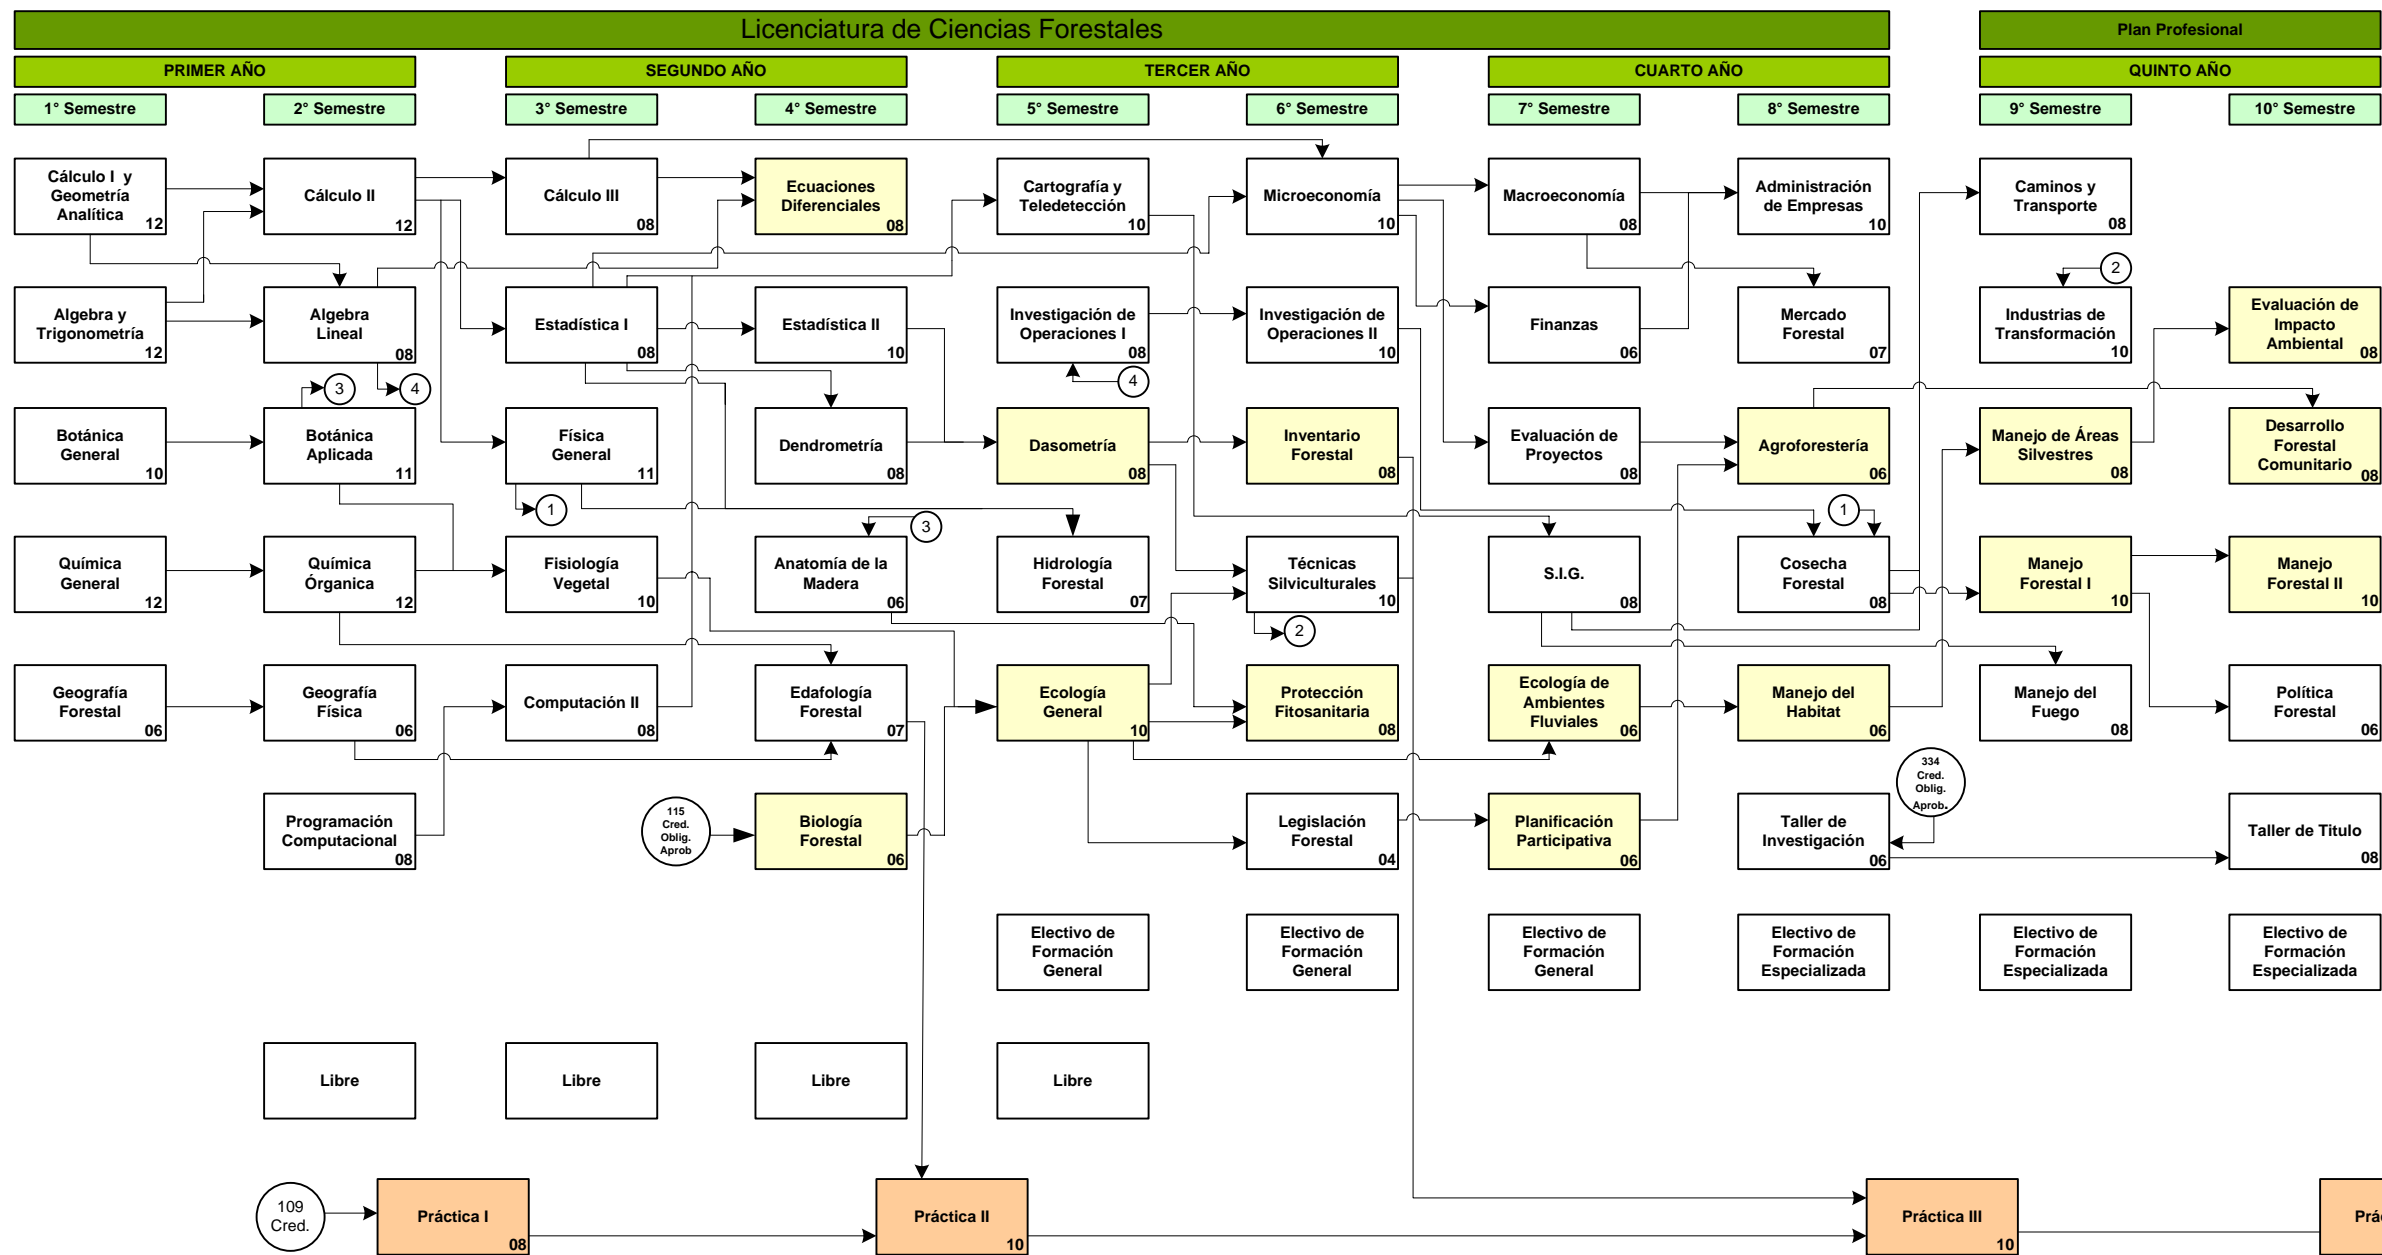 Licenciatura de Ciencias Forestales
Plan Profesional
PRIMER AÑO
SEGUNDO AÑO
TERCER AÑO
CUARTO AÑO
QUINTO AÑO
1° Semestre
2° Semestre
3° Semestre
4° Semestre
5° Semestre
6° Semestre
7° Semestre
8° Semestre
9° Semestre
10° Semestre
Cálculo I y
Geometría
Analítica
12
Cálculo II
12
Cálculo III
08
Ecuaciones
Diferenciales
08
Cartografía y
Teledetección
10
Microeconomía
10
Macroeconomía
08
Administración
de Empresas
10
Caminos y
Transporte
08
2
Algebra y
Trigonometría
12
Algebra
Lineal
08
Estadística I
08
Estadística II
10
Investigación de
Operaciones I
08
Investigación de
Operaciones II
10
Finanzas
06
Mercado
Forestal
07
Industrias de
Transformación
10
Evaluación de
Impacto
Ambiental
08
3
4
4
Botánica
General
10
Botánica
Aplicada
11
Física
General
11
Dendrometría
08
Dasometría
08
Inventario
Forestal
08
Evaluación de
Proyectos
08
Agroforestería
06
Manejo de Áreas
Silvestres
08
Desarrollo
Forestal
Comunitario
08
1
3
1
Química
General
12
Química
Órganica
12
Fisiología
Vegetal
10
Anatomía de la
Madera
06
Hidrología
Forestal
07
Técnicas
Silviculturales
10
S.I.G.
08
Cosecha
Forestal
08
Manejo
Forestal I
10
Manejo
Forestal II
10
2
Geografía
Forestal
06
Geografía
Física
06
Computación II
08
Edafología
Forestal
07
Ecología
General
10
Protección
Fitosanitaria
08
Ecología de
Ambientes
Fluviales
06
Manejo del
Habitat
06
Manejo del
Fuego
08
Política
Forestal
06
334
Cred.
Oblig.
Aprob.
Programación
Computacional
08
115
Cred.
Oblig.
Aprob
Biología
Forestal
06
Legislación
Forestal
04
Planificación
Participativa
06
Taller de
Investigación
06
Taller de Titulo
08
Electivo de
Formación
General
Electivo de
Formación
General
Electivo de
Formación
General
Electivo de
Formación
Especializada
Electivo de
Formación
Especializada
Electivo de
Formación
Especializada
Libre
Libre
Libre
Libre
109
Cred.
Práctica I
08
Práctica II
10
Práctica III
10